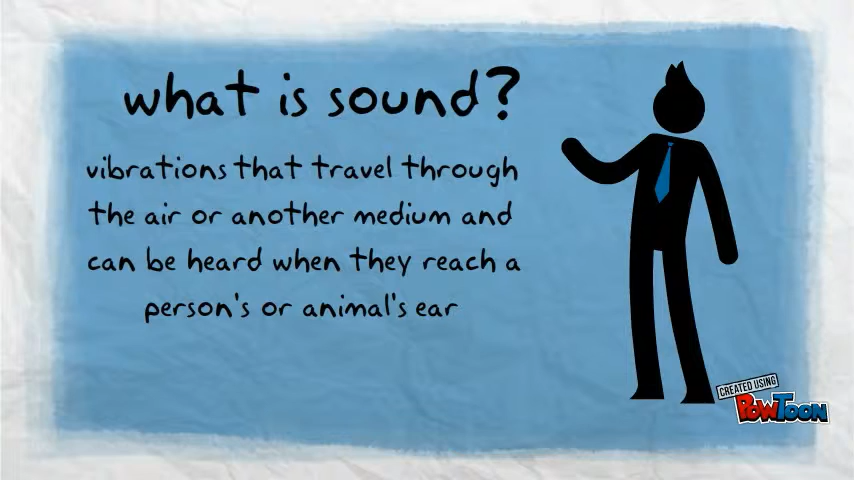 what is sound?
vibrations that travel through
the air or another medium and
can be heard when they reach a
person's or animal's ear
CREATED USING
POWTOON